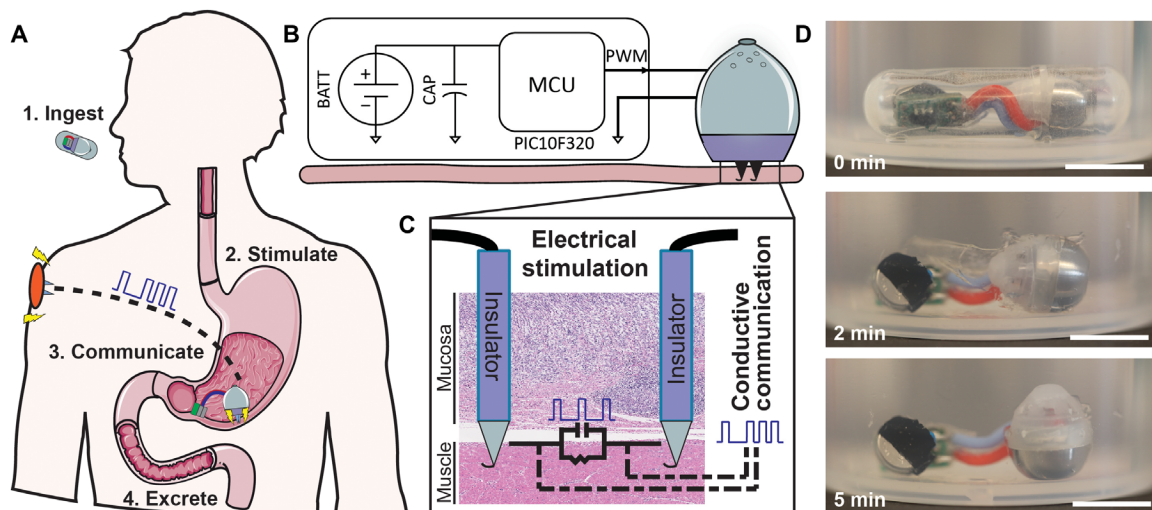 A
1. Ingest
2. Stimulate
3. Communicate
4. Excrete
B
BATT
+
−
CAP
MCU
PWM
PIC10F320
C
Electrical
stimulation
Insulator
Insulator
Mucosa
Muscle
Conductive
communication
D
0 min
2 min
5 min